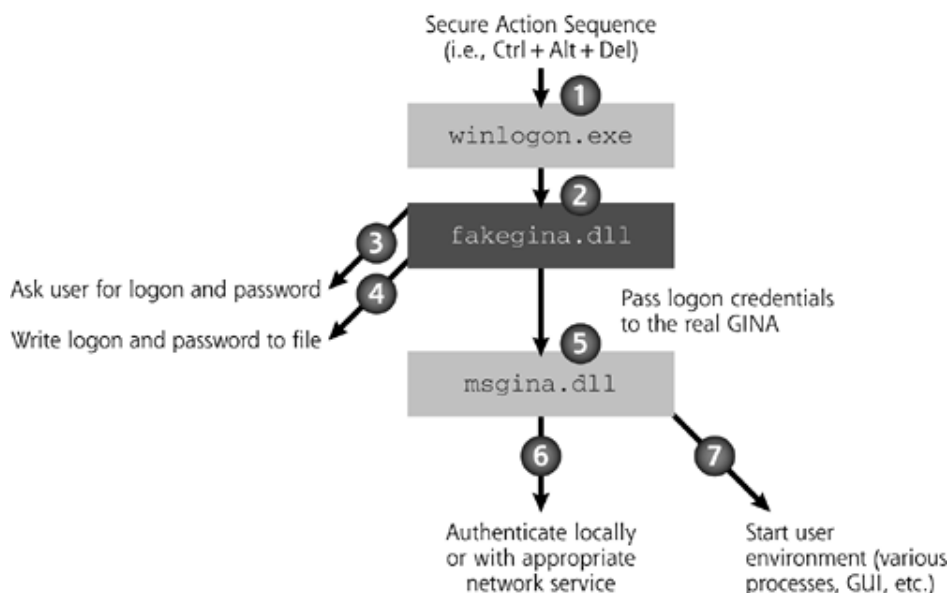 Secure Action Sequence
(i.e., Ctrl + Alt + Del)
1
winlogon.exe
2
fakegina.dll
3
Ask user for logon and password
4
Write logon and password to file
Pass logon credentials
to the real GINA
5
msgina.dll
6
7
Authenticate locally
or with appropriate
network service
Start user
environment (various
processes, GUI, etc.)